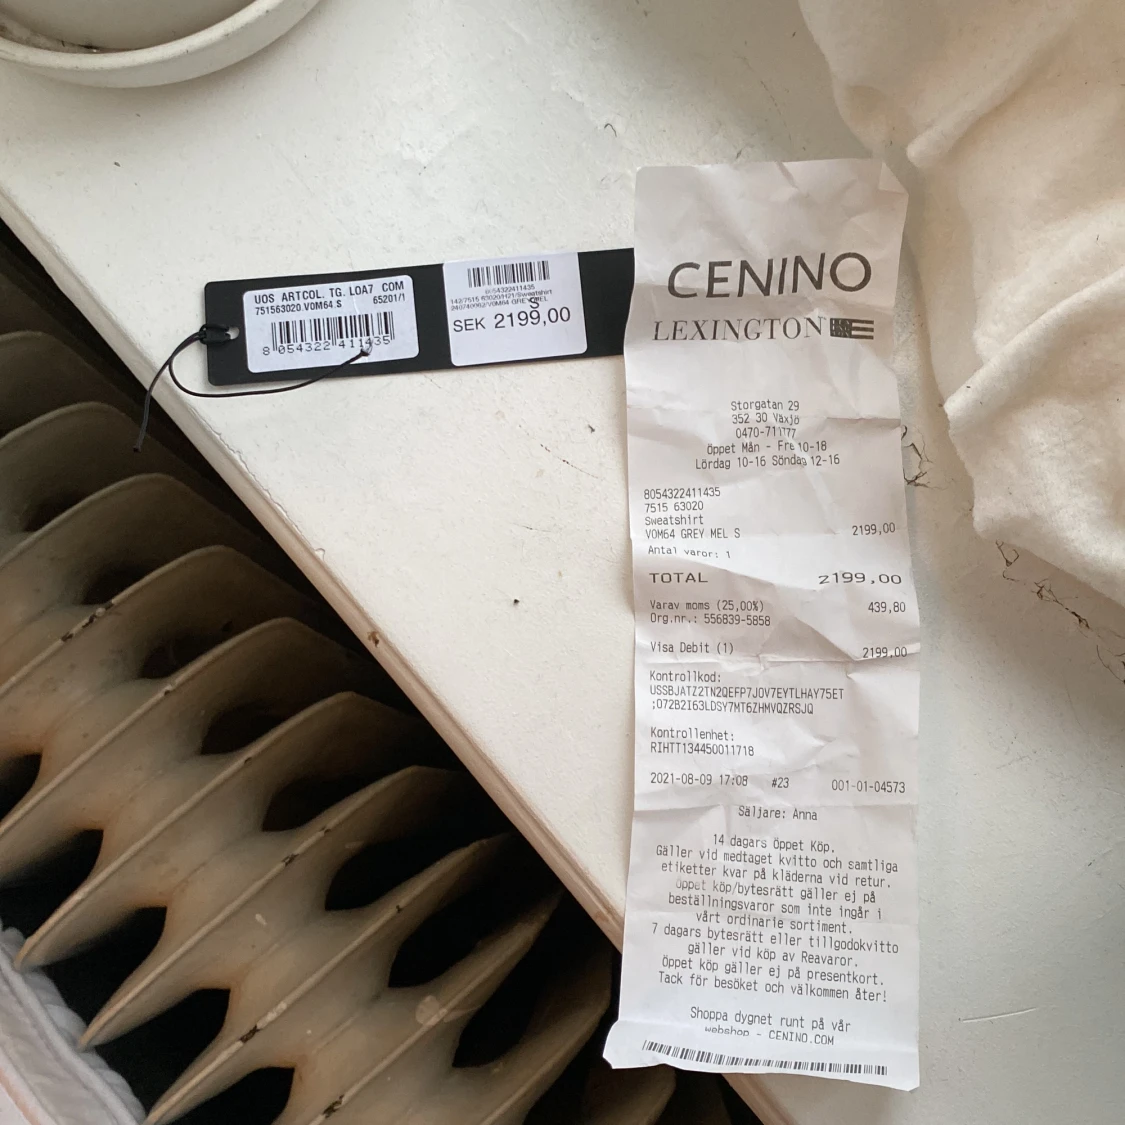 UOS ARTCOL. TG. LOA7 COM
751563020.VOM64.S 65201/1
8 054322 411435
8054322411435
S
SEK 2199,00
CENINO
LEXINGTON
Storgatan 29
352 30 Växjö
0470-71177
Öppet Mån - Fre 10-18
Lördag 10-16 Söndag 12-16
8054322411435
7515 63020
Sweatshirt
VOM64 GREY MEL S 2199,00
Antal varor: 1
TOTAL 2199,00
Varav moms (25,00%) 439,80
Org.nr.: 556839-5858
Visa Debit (1) 2199,00
Kontrollkod:
USSBJATZ2TN2QEFP7JOV7EYTLHAY75ET
;O72B2I63LDSY7MT6ZHMVQZRSJQ
Kontrollenhet:
RIHTT134450011718
2021-08-09 17:08 #23 001-01-04573
Säljare: Anna
14 dagars Öppet Köp.
Gäller vid medtaget kvitto och samtliga
etiketter kvar på kläderna vid retur.
Öppet köp/bytesrätt gäller ej på
beställningsvaror som inte ingår i
vårt ordinarie sortiment.
7 dagars bytesrätt eller tillgodokvitto
gäller vid köp av Reavaror.
Öppet köp gäller ej på presentkort.
Tack för besöket och välkommen åter!
Shoppa dygnet runt på vår
webshop - CENINO.COM